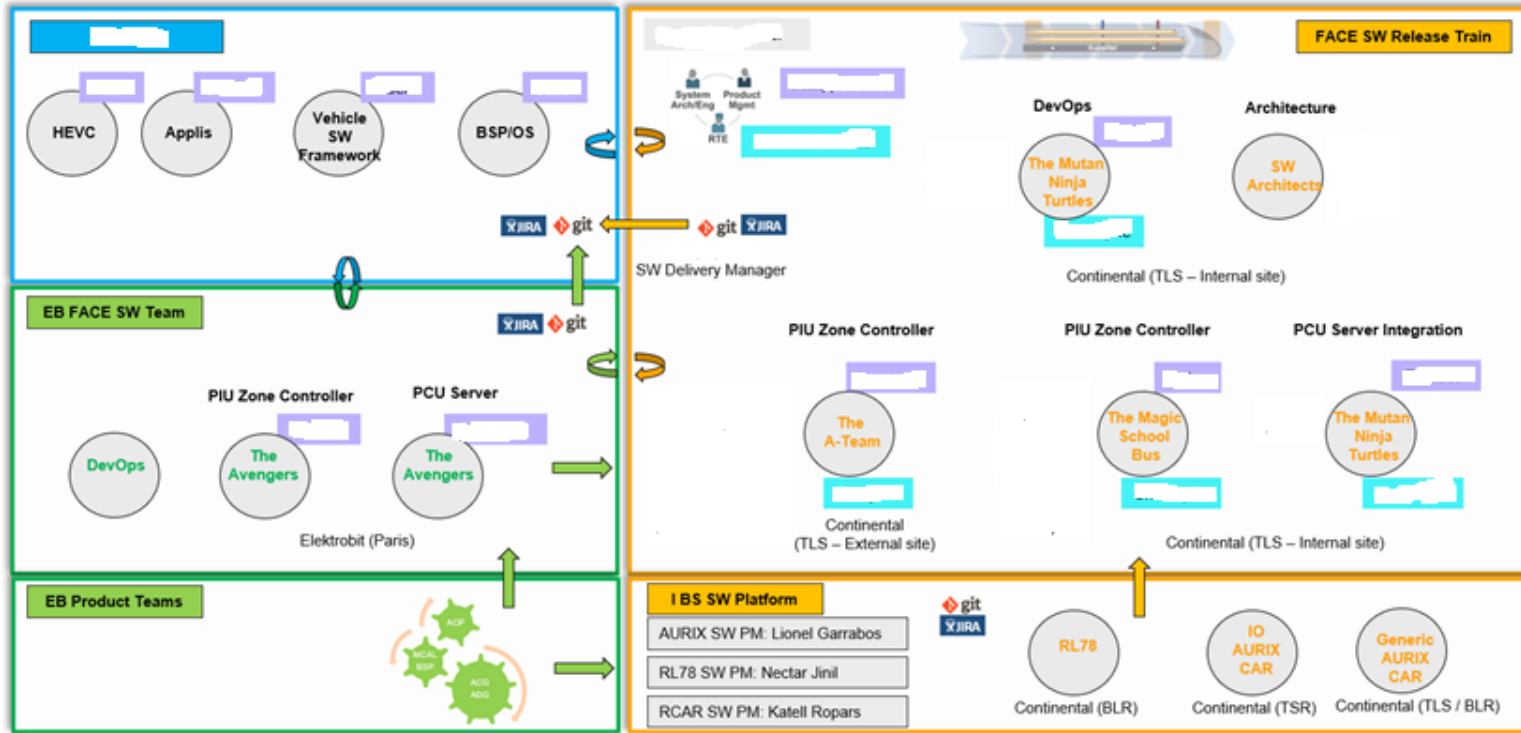 HEVC
Applis
Vehicle
SW
Framework
BSP/OS
JIRA
git
EB FACE SW Team
JIRA
git
PIU Zone Controller
PCU Server
DevOps
The
Avengers
The
Avengers
Elektrobit (Paris)
EB Product Teams
ACP
MCAL
BSP
ACG
ADG
Supplier
FACE SW Release Train
System
Arch/Eng
Product
Mgmt
RTE
DevOps
The Mutan
Ninja
Turtles
Architecture
SW
Architects
git
JIRA
SW Delivery Manager
Continental (TLS – Internal site)
PIU Zone Controller
PIU Zone Controller
PCU Server Integration
The
A-Team
The Magic
School
Bus
The Mutan
Ninja
Turtles
Continental
(TLS – External site)
Continental (TLS – Internal site)
I BS SW Platform
AURIX SW PM: Lionel Garrabos
RL78 SW PM: Nectar Jinil
RCAR SW PM: Katell Ropars
git
JIRA
RL78
IO
AURIX
CAR
Generic
AURIX
CAR
Continental (BLR)
Continental (TSR)
Continental (TLS / BLR)